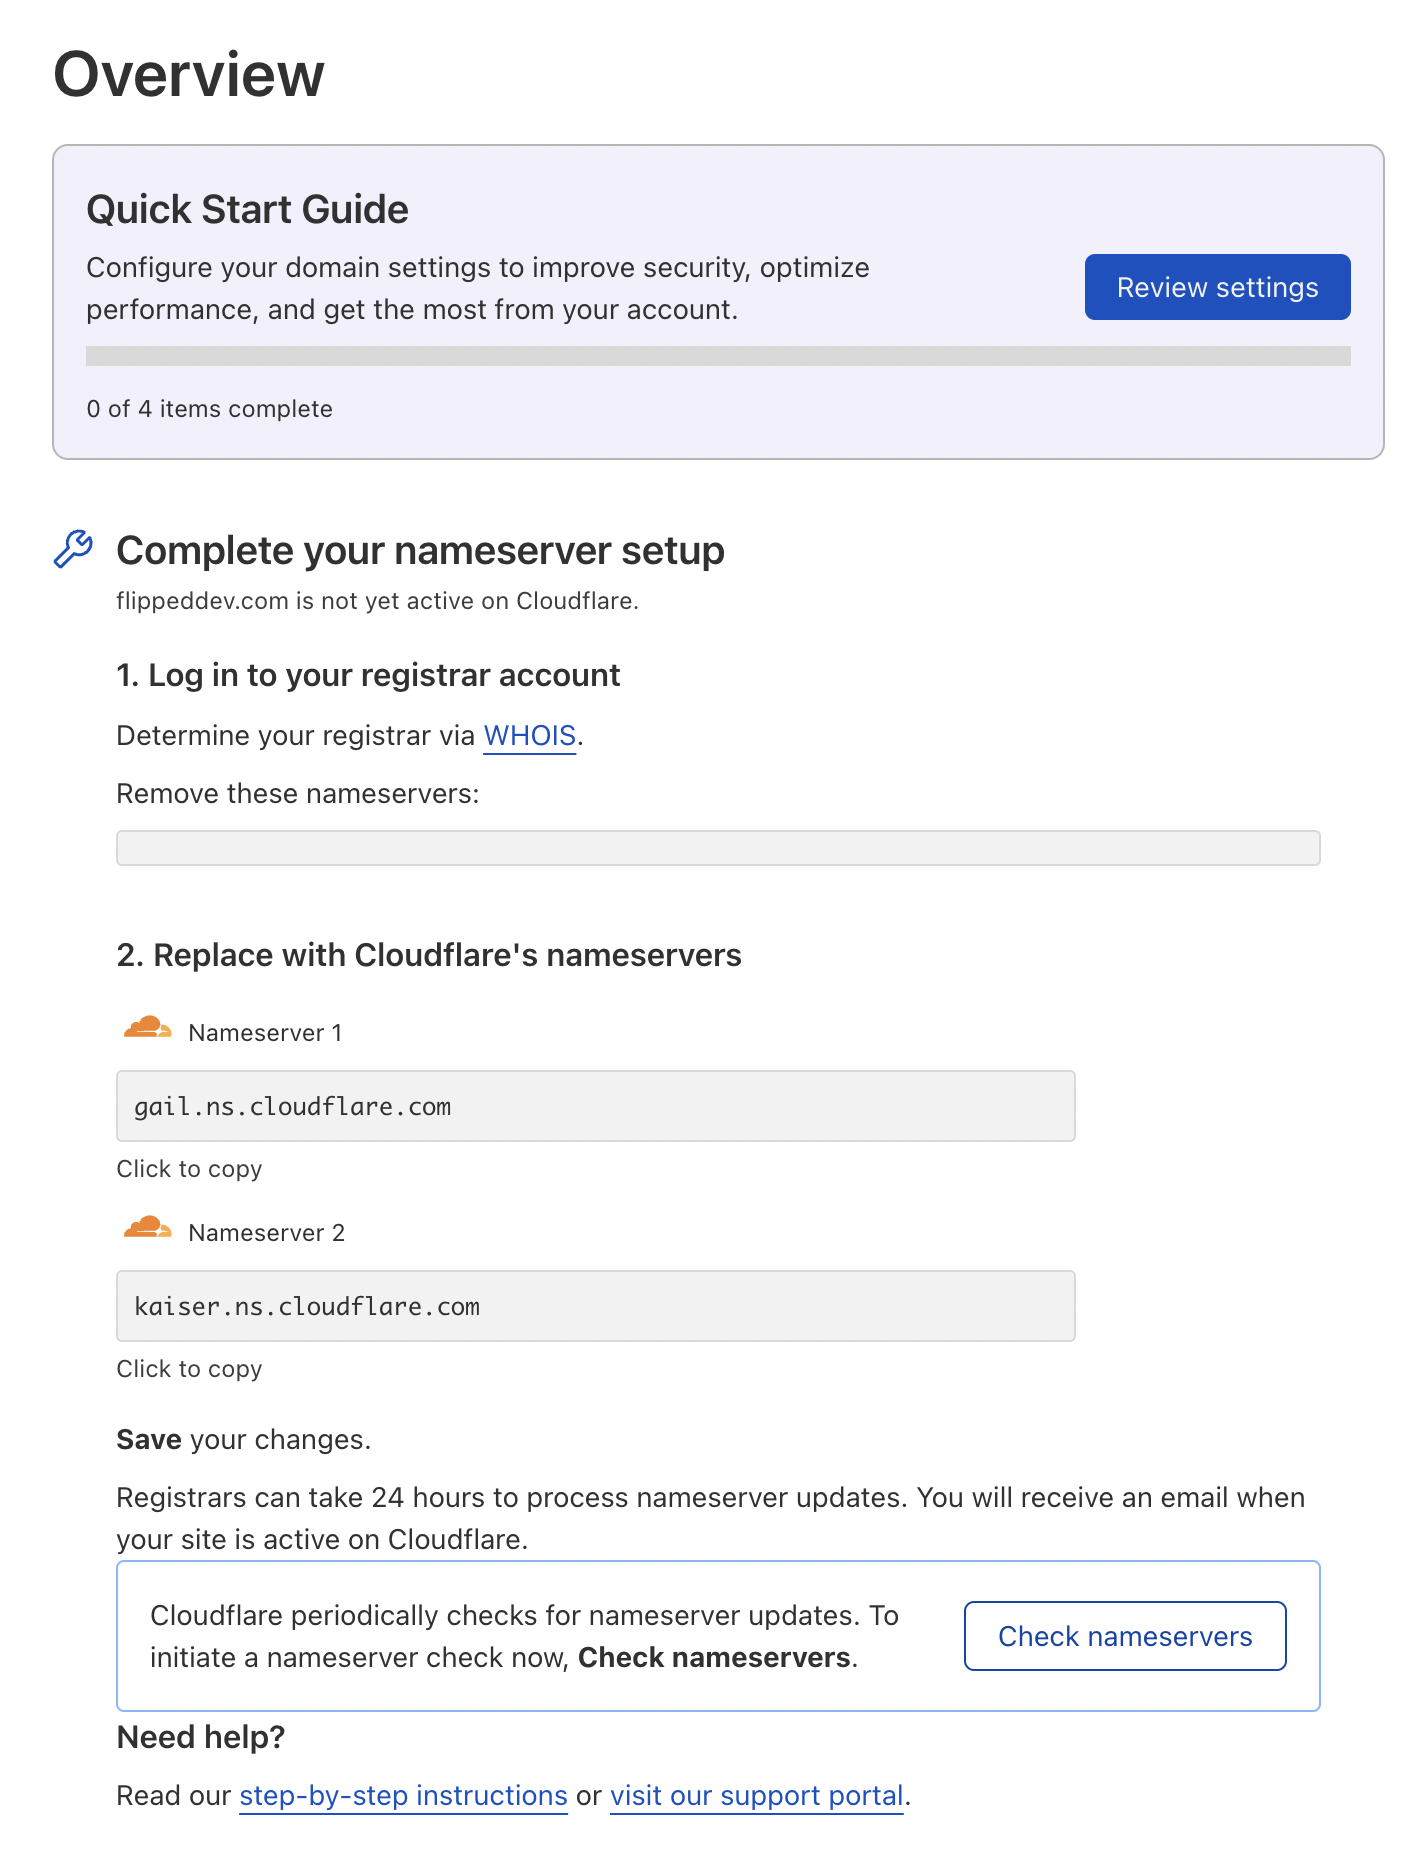 Overview
Quick Start Guide
Configure your domain settings to improve security, optimize
performance, and get the most from your account.
Review settings
0 of 4 items complete
Complete your nameserver setup
flippeddev.com is not yet active on Cloudflare.
1. Log in to your registrar account
Determine your registrar via WHOIS.
Remove these nameservers:
2. Replace with Cloudflare's nameservers
Nameserver 1
gail.ns.cloudflare.com
Click to copy
Nameserver 2
kaiser.ns.cloudflare.com
Click to copy
Save your changes.
Registrars can take 24 hours to process nameserver updates. You will receive an email when
your site is active on Cloudflare.
Cloudflare periodically checks for nameserver updates. To
initiate a nameserver check now, Check nameservers.
Check nameservers
Need help?
Read our step-by-step instructions or visit our support portal.